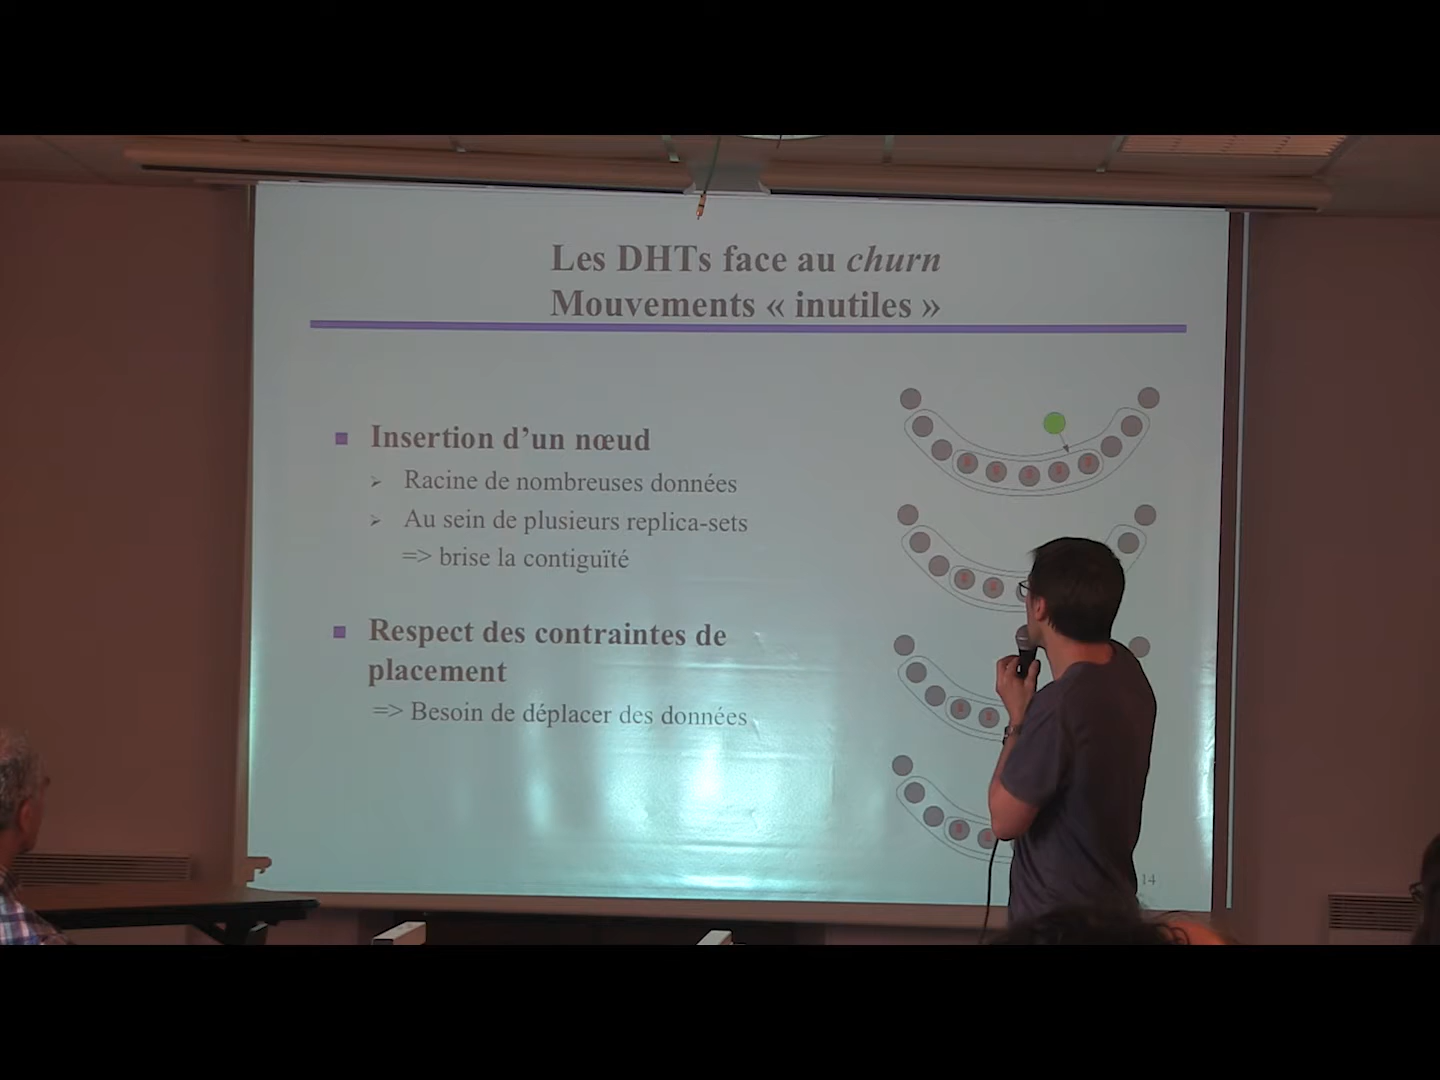 Les DHTs face au churn
Mouvements « inutiles »
Insertion d’un nœud
Racine de nombreuses données
Au sein de plusieurs replica-sets
=> brise la contiguïté
Respect des contraintes de
placement
=> Besoin de déplacer des données
14